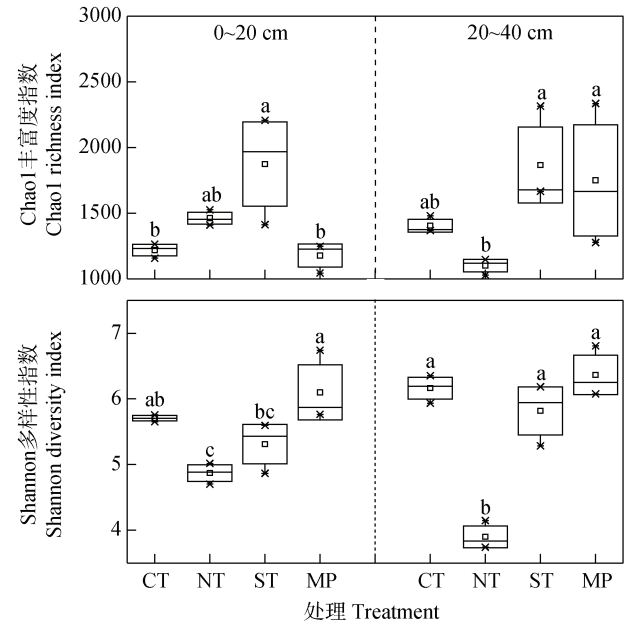 3000
0~20 cm
20~40 cm
2500
2000
1500
1000
Chao1丰富度指数
Chao1 richness index
b
ab
a
b
ab
b
a
a
7
6
5
4
Shannon多样性指数
Shannon diversity index
ab
c
bc
a
a
b
a
a
CT
NT
ST
MP
CT
NT
ST
MP
处理 Treatment